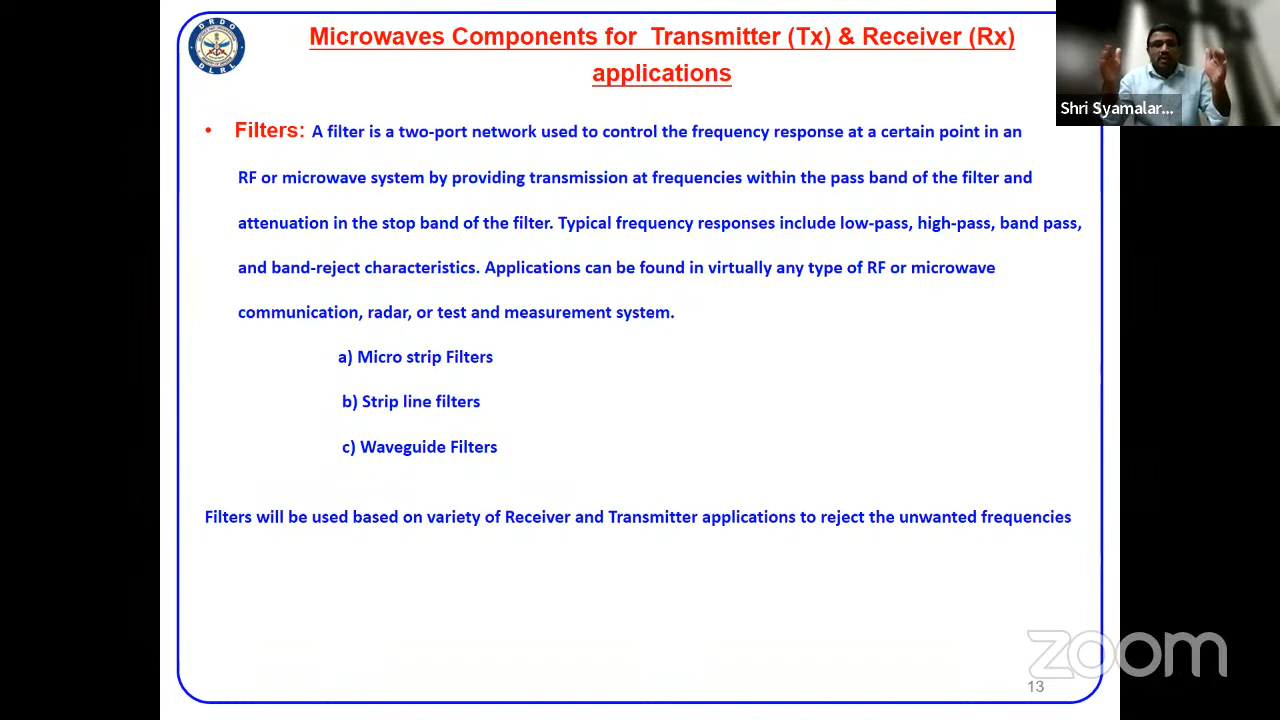 DRDO
DLRL
Microwaves Components for Transmitter (Tx) & Receiver (Rx)
applications
Shri Syamalar...
• Filters: A filter is a two-port network used to control the frequency response at a certain point in an
RF or microwave system by providing transmission at frequencies within the pass band of the filter and
attenuation in the stop band of the filter. Typical frequency responses include low-pass, high-pass, band pass,
and band-reject characteristics. Applications can be found in virtually any type of RF or microwave
communication, radar, or test and measurement system.
a) Micro strip Filters
b) Strip line filters
c) Waveguide Filters
Filters will be used based on variety of Receiver and Transmitter applications to reject the unwanted frequencies
zoom
13